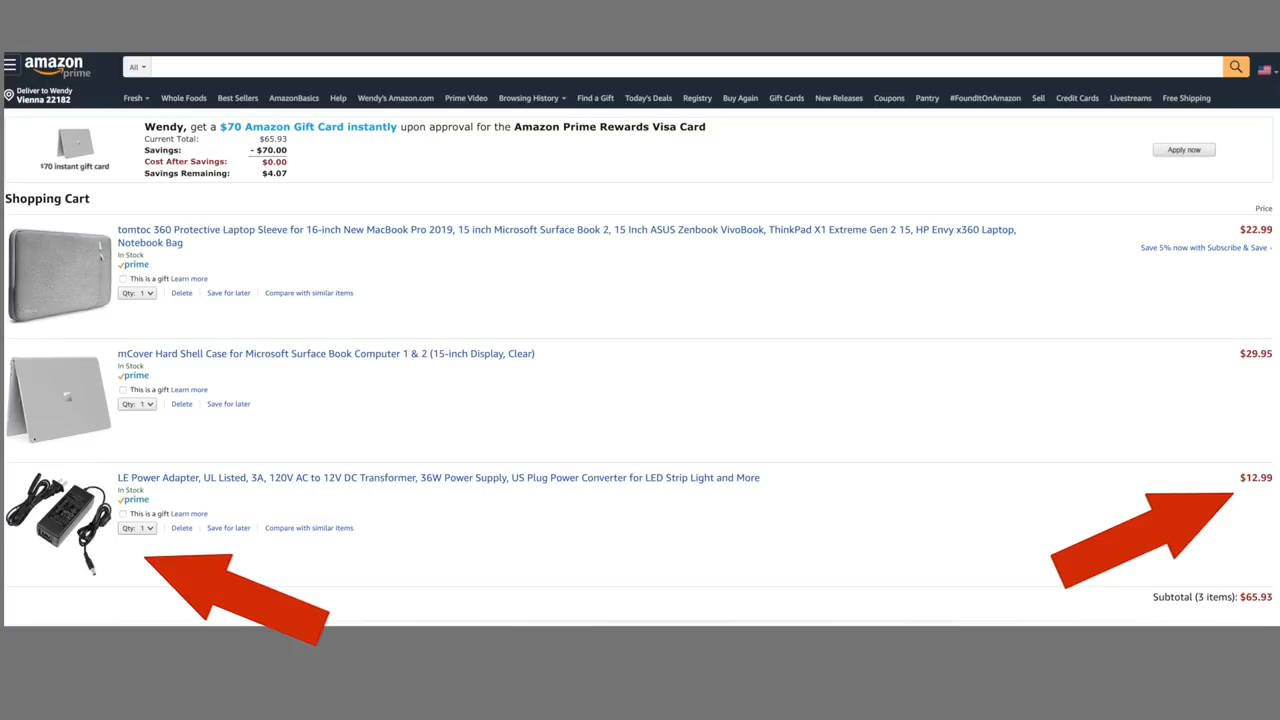 amazon
prime
All
Deliver to Wendy
Vienna 22182
Fresh Whole Foods Best Sellers AmazonBasics Help Wendy's Amazon.com Prime Video Browsing History Find a Gift Today's Deals Registry Buy Again Gift Cards New Releases Coupons Pantry #FoundItOnAmazon Sell Credit Cards Livestreams Free Shipping
Wendy, get a $70 Amazon Gift Card instantly upon approval for the Amazon Prime Rewards Visa Card
Current Total: $65.93
Savings: - $70.00
Cost After Savings: $0.00
Savings Remaining: $4.07
$70 instant gift card
Apply now
Shopping Cart
Price
tomtoc 360 Protective Laptop Sleeve for 16-inch New MacBook Pro 2019, 15 inch Microsoft Surface Book 2, 15 Inch ASUS Zenbook VivoBook, ThinkPad X1 Extreme Gen 2 15, HP Envy x360 Laptop,
Notebook Bag
$22.99
Save 5% now with Subscribe & Save ›
In Stock
prime
This is a gift Learn more
Qty: 1 Delete Save for later Compare with similar items
mCover Hard Shell Case for Microsoft Surface Book Computer 1 & 2 (15-inch Display, Clear) $29.95
In Stock
prime
This is a gift Learn more
Qty: 1 Delete Save for later
LE Power Adapter, UL Listed, 3A, 120V AC to 12V DC Transformer, 36W Power Supply, US Plug Power Converter for LED Strip Light and More $12.99
In Stock
prime
This is a gift Learn more
Qty: 1 Delete Save for later Compare with similar items
Subtotal (3 items): $65.93